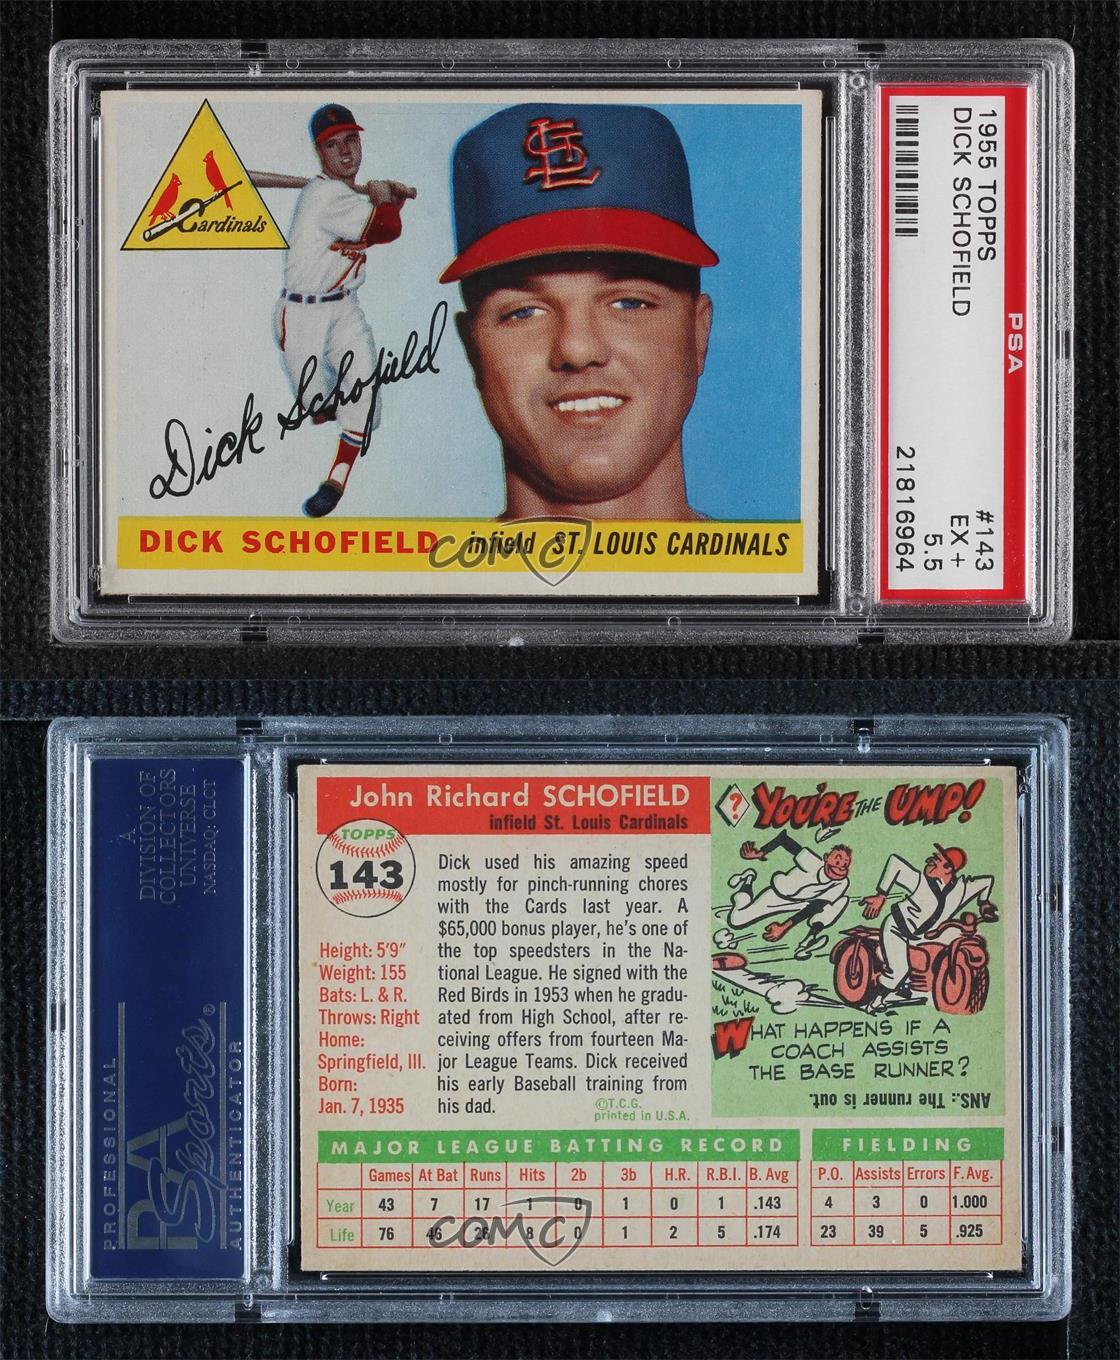 Cardinals
Dick Schofield
DICK SCHOFIELD infield ST. LOUIS CARDINALS
COMC
1955 TOPPS
DICK SCHOFIELD
#143
EX +
5.5
21816964
PSA
A
DIVISION OF
COLLECTORS
UNIVERSE
NASDAQ: CLCT
PROFESSIONAL
PSA
Sports®
AUTHENTICATOR
John Richard SCHOFIELD
infield St. Louis Cardinals
TOPPS
143
Height: 5'9"
Weight: 155
Bats: L. & R.
Throws: Right
Home:
Springfield, Ill.
Born:
Jan. 7, 1935
Dick used his amazing speed
mostly for pinch-running chores
with the Cards last year. A
$65,000 bonus player, he's one of
the top speedsters in the Na-
tional League. He signed with the
Red Birds in 1953 when he gradu-
ated from High School, after re-
ceiving offers from fourteen Ma-
jor League Teams. Dick received
his early Baseball training from
his dad.
©T.C.G.
printed in U.S.A.
? YOU'RE THE UMP!
WHAT HAPPENS IF A
COACH ASSISTS
THE BASE RUNNER?
ANS.: The runner is out.
MAJOR LEAGUE BATTING RECORD FIELDING
Games At Bat Runs Hits 2b 3b H.R. R.B.I. B. Avg P.O. Assists Errors F. Avg.
Year 43 7 17 1 0 1 0 1 .143 4 3 0 1.000
Life 76 46 26 8 0 1 2 5 .174 23 39 5 .925
COMC